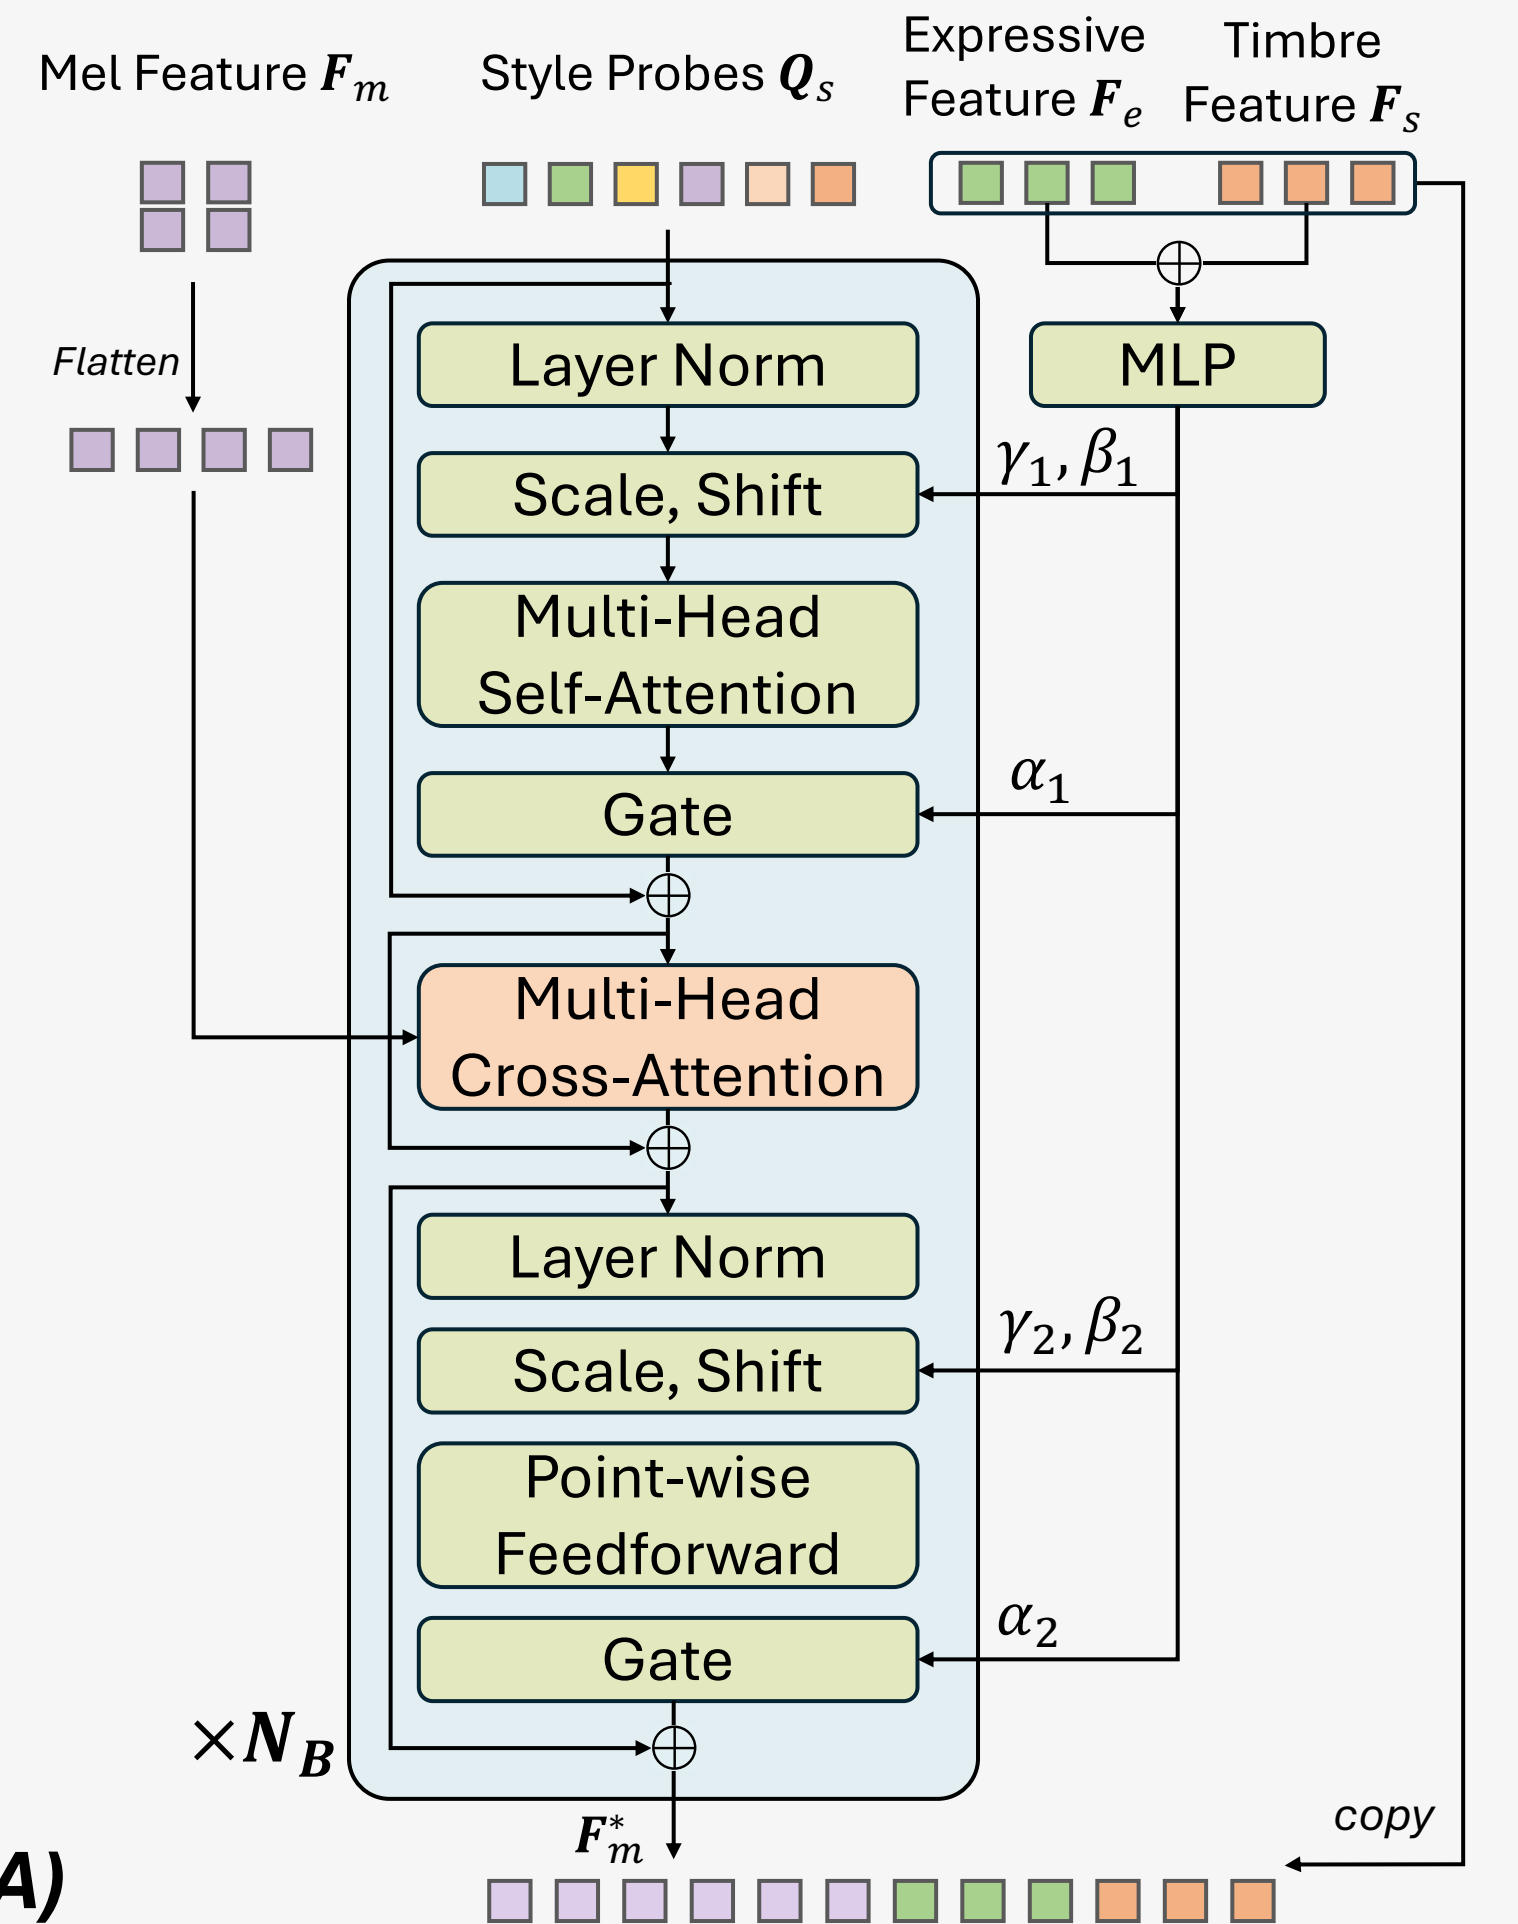 Mel Feature F_m
Style Probes Q_s
Expressive
Feature F_e
Timbre
Feature F_s
Flatten
Layer Norm
MLP
γ_1, β_1
Scale, Shift
Multi-Head
Self-Attention
α_1
Gate
Multi-Head
Cross-Attention
Layer Norm
γ_2, β_2
Scale, Shift
Point-wise
Feedforward
α_2
Gate
×N_B
F_m^*
copy
A)